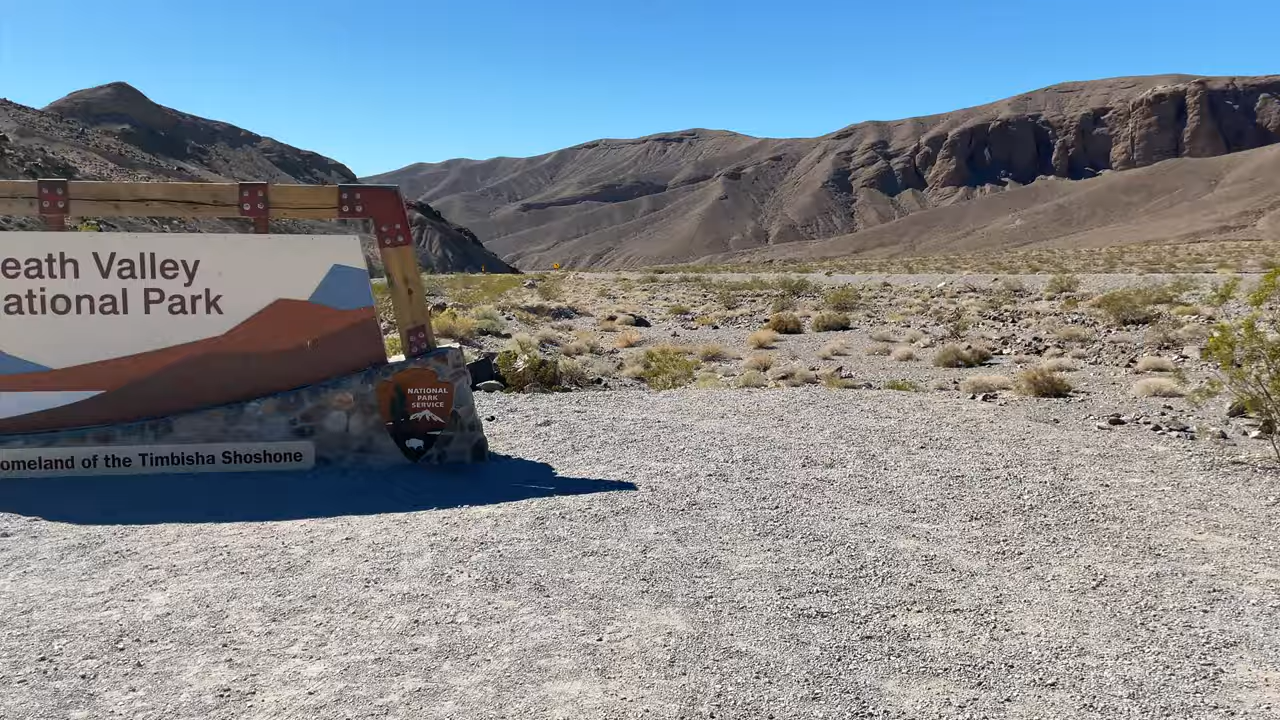 eath Valley
ational Park
NATIONAL
PARK
SERVICE
omeland of the Timbisha Shoshone